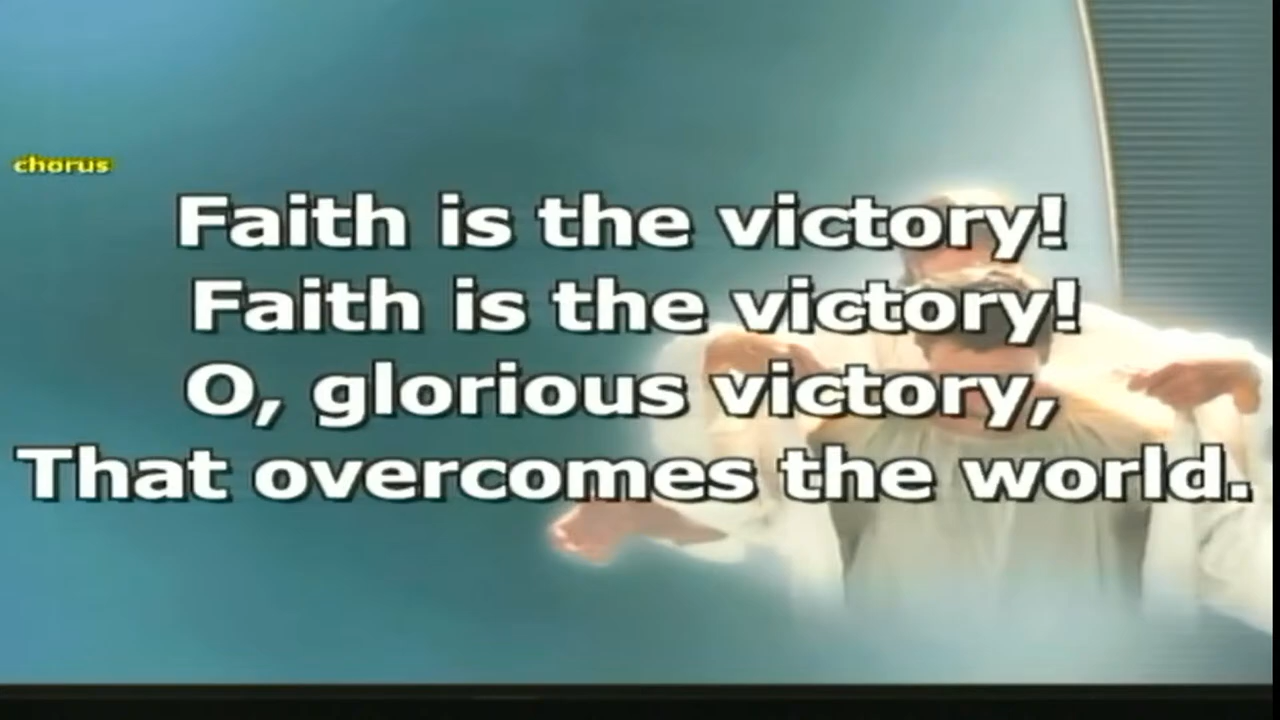 chorus
Faith is the victory!
Faith is the victory!
O, glorious victory,
That overcomes the world.